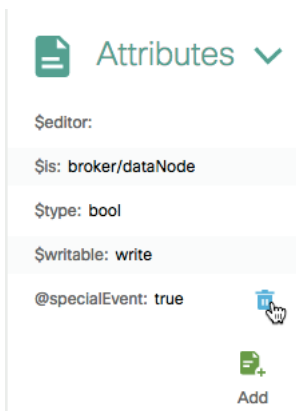 Attributes
$editor:
$is: broker/dataNode
$type: bool
$writable: write
@specialEvent: true
Add